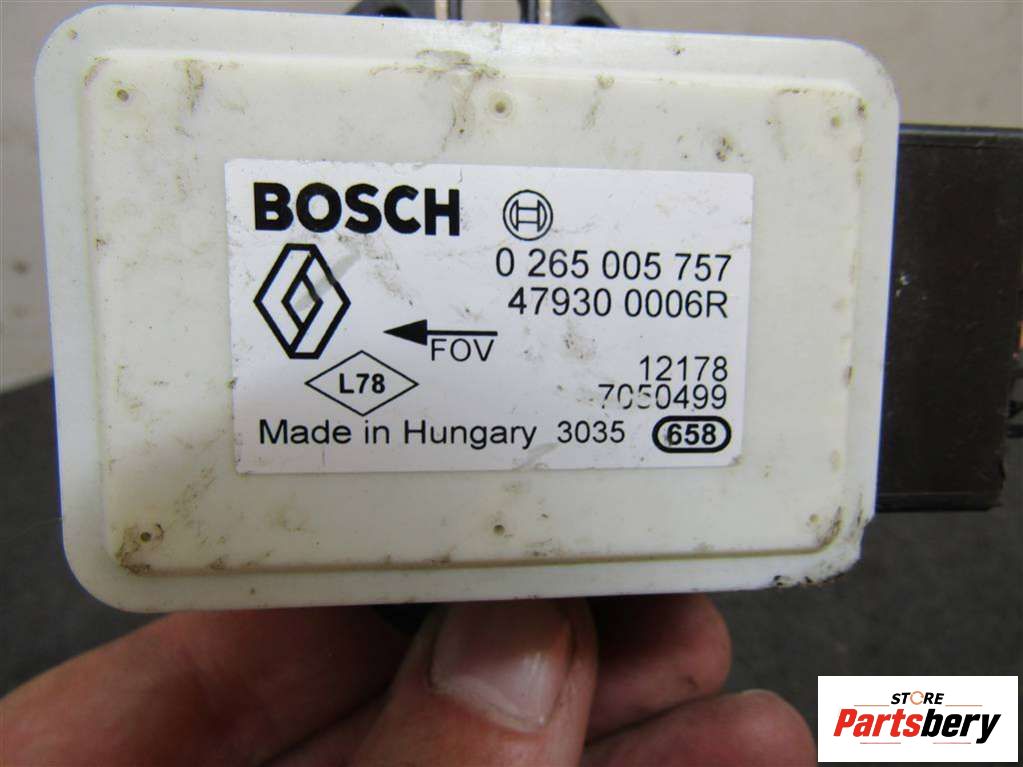 BOSCH
0 265 005 757
47930 0006R
FOV
12178
L78
7050499
Made in Hungary 3035 658
STORE
Partsbery